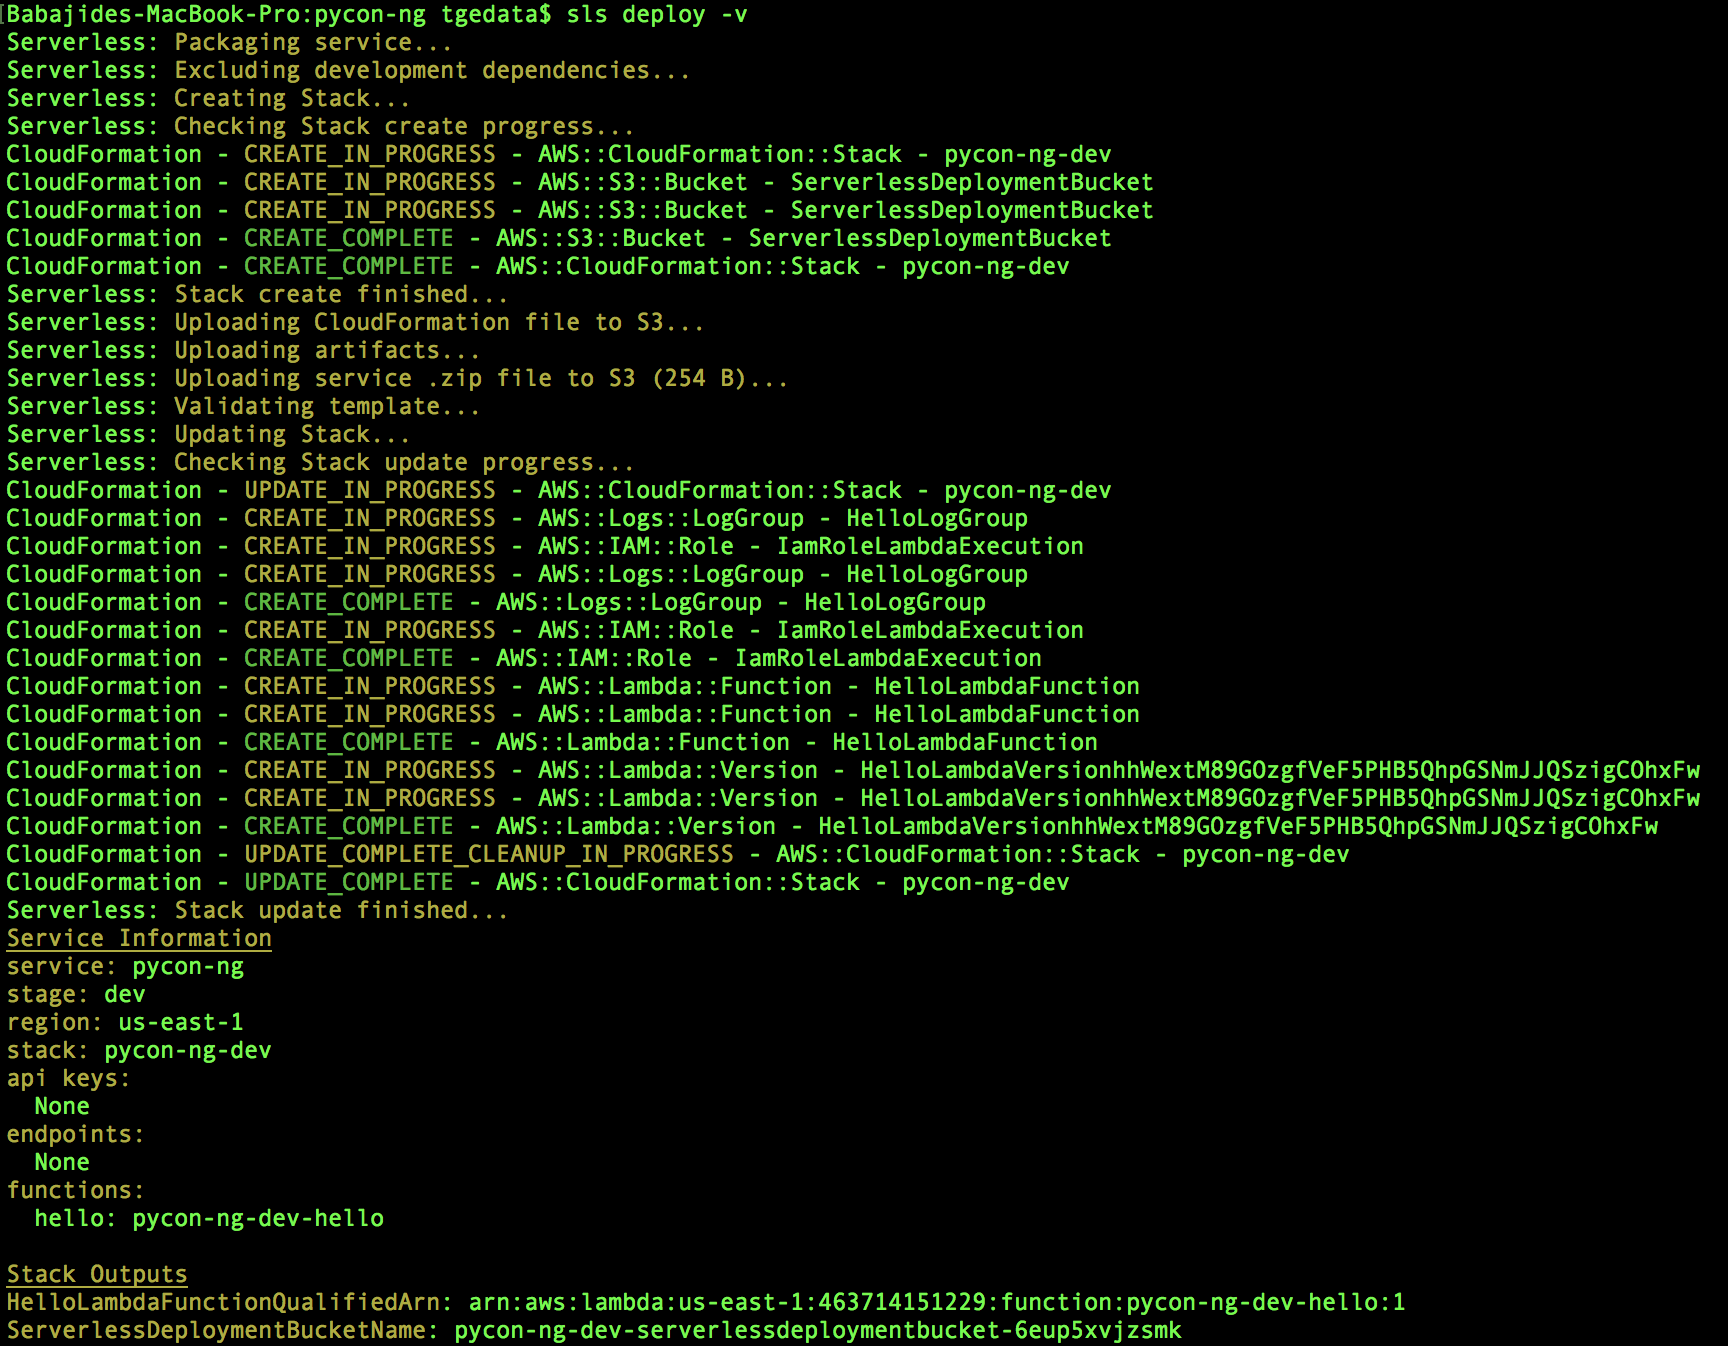 Babajides-MacBook-Pro:pycon-ng tgedata$ sls deploy -v
Serverless: Packaging service...
Serverless: Excluding development dependencies...
Serverless: Creating Stack...
Serverless: Checking Stack create progress...
CloudFormation - CREATE_IN_PROGRESS - AWS::CloudFormation::Stack - pycon-ng-dev
CloudFormation - CREATE_IN_PROGRESS - AWS::S3::Bucket - ServerlessDeploymentBucket
CloudFormation - CREATE_IN_PROGRESS - AWS::S3::Bucket - ServerlessDeploymentBucket
CloudFormation - CREATE_COMPLETE - AWS::S3::Bucket - ServerlessDeploymentBucket
CloudFormation - CREATE_COMPLETE - AWS::CloudFormation::Stack - pycon-ng-dev
Serverless: Stack create finished...
Serverless: Uploading CloudFormation file to S3...
Serverless: Uploading artifacts...
Serverless: Uploading service .zip file to S3 (254 B)...
Serverless: Validating template...
Serverless: Updating Stack...
Serverless: Checking Stack update progress...
CloudFormation - UPDATE_IN_PROGRESS - AWS::CloudFormation::Stack - pycon-ng-dev
CloudFormation - CREATE_IN_PROGRESS - AWS::Logs::LogGroup - HelloLogGroup
CloudFormation - CREATE_IN_PROGRESS - AWS::IAM::Role - IamRoleLambdaExecution
CloudFormation - CREATE_IN_PROGRESS - AWS::Logs::LogGroup - HelloLogGroup
CloudFormation - CREATE_COMPLETE - AWS::Logs::LogGroup - HelloLogGroup
CloudFormation - CREATE_IN_PROGRESS - AWS::IAM::Role - IamRoleLambdaExecution
CloudFormation - CREATE_COMPLETE - AWS::IAM::Role - IamRoleLambdaExecution
CloudFormation - CREATE_IN_PROGRESS - AWS::Lambda::Function - HelloLambdaFunction
CloudFormation - CREATE_IN_PROGRESS - AWS::Lambda::Function - HelloLambdaFunction
CloudFormation - CREATE_COMPLETE - AWS::Lambda::Function - HelloLambdaFunction
CloudFormation - CREATE_IN_PROGRESS - AWS::Lambda::Version - HelloLambdaVersionhhWextM89GOzgfVeF5PHB5QhpGSNmJJQSzigCOhxFw
CloudFormation - CREATE_IN_PROGRESS - AWS::Lambda::Version - HelloLambdaVersionhhWextM89GOzgfVeF5PHB5QhpGSNmJJQSzigCOhxFw
CloudFormation - CREATE_COMPLETE - AWS::Lambda::Version - HelloLambdaVersionhhWextM89GOzgfVeF5PHB5QhpGSNmJJQSzigCOhxFw
CloudFormation - UPDATE_COMPLETE_CLEANUP_IN_PROGRESS - AWS::CloudFormation::Stack - pycon-ng-dev
CloudFormation - UPDATE_COMPLETE - AWS::CloudFormation::Stack - pycon-ng-dev
Serverless: Stack update finished...
Service Information
service: pycon-ng
stage: dev
region: us-east-1
stack: pycon-ng-dev
api keys:
  None
endpoints:
  None
functions:
  hello: pycon-ng-dev-hello
Stack Outputs
HelloLambdaFunctionQualifiedArn: arn:aws:lambda:us-east-1:463714151229:function:pycon-ng-dev-hello:1
ServerlessDeploymentBucketName: pycon-ng-dev-serverlessdeploymentbucket-6eup5xvjzsmk